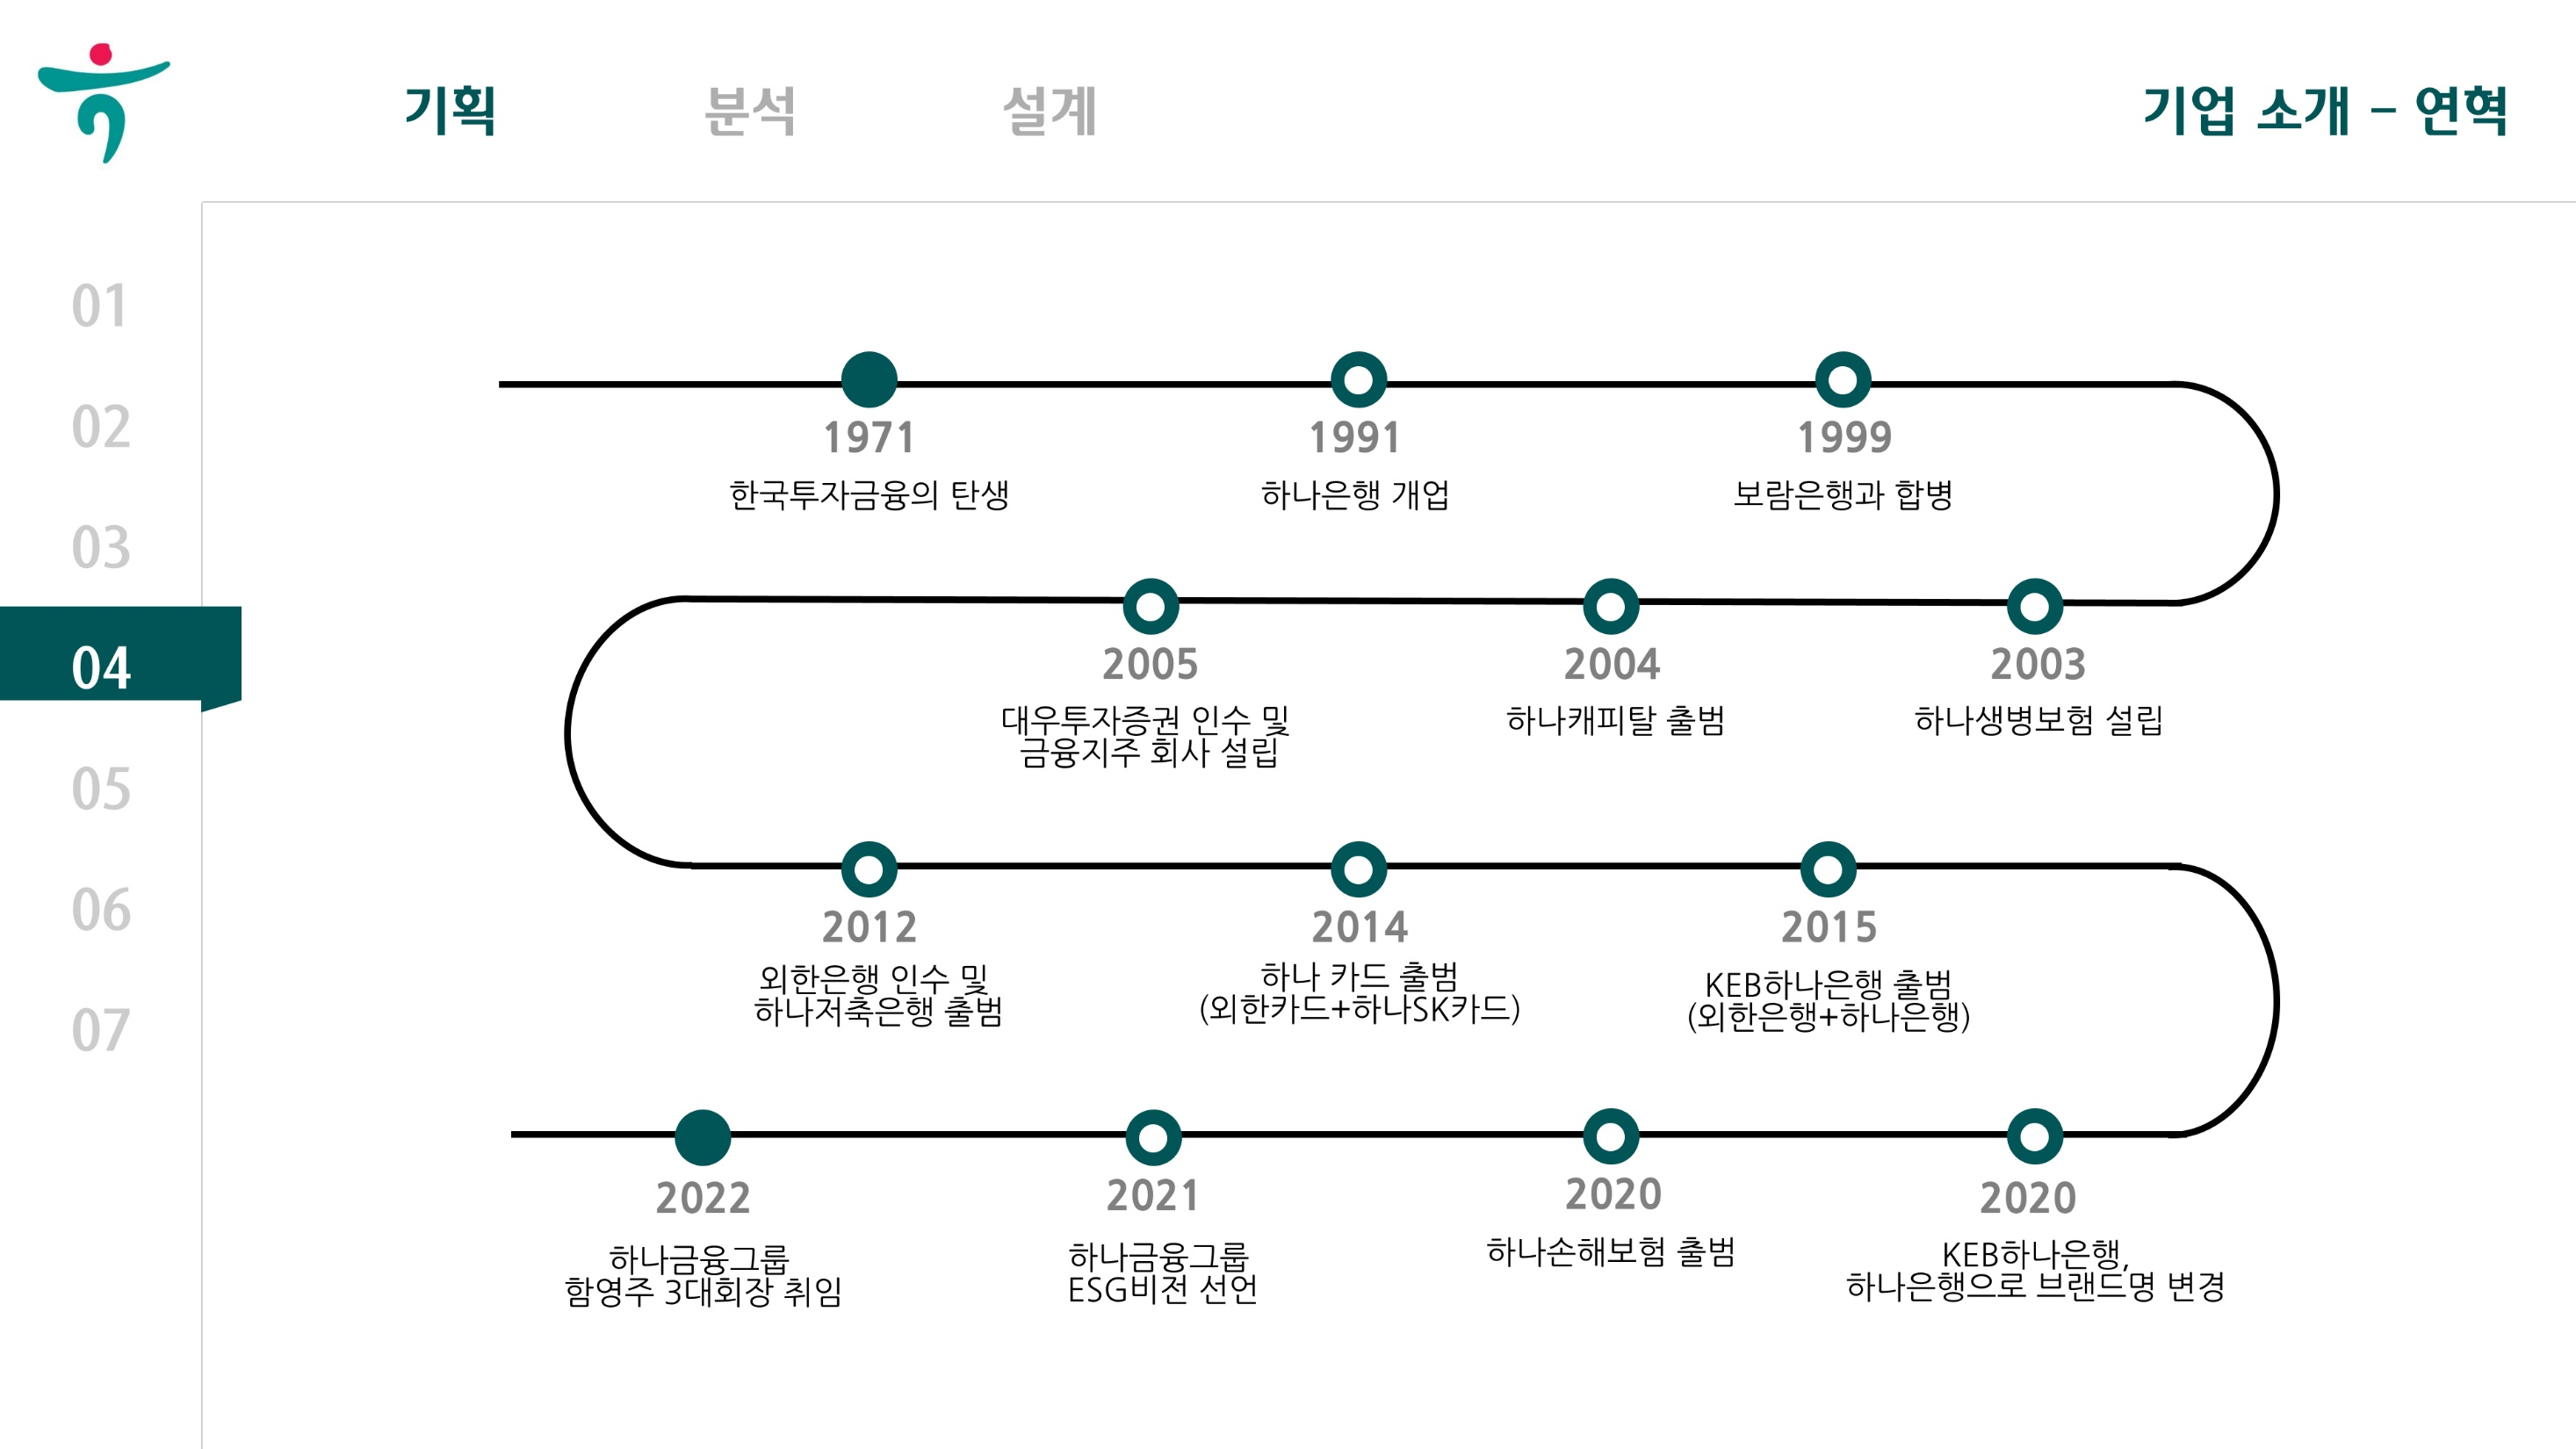 기획
분석
설계
기업 소개 - 연혁
01
02
03
04
05
06
07
1971
한국투자금융의 탄생
1991
하나은행 개업
1999
보람은행과 합병
2005
대우투자증권 인수 및
금융지주 회사 설립
2004
하나캐피탈 출범
2003
하나생병보험 설립
2012
외한은행 인수 및
하나저축은행 출범
2014
하나 카드 출범
(외한카드+하나SK카드)
2015
KEB하나은행 출범
(외한은행+하나은행)
2022
하나금융그룹
함영주 3대회장 취임
2021
하나금융그룹
ESG비전 선언
2020
하나손해보험 출범
2020
KEB하나은행,
하나은행으로 브랜드명 변경